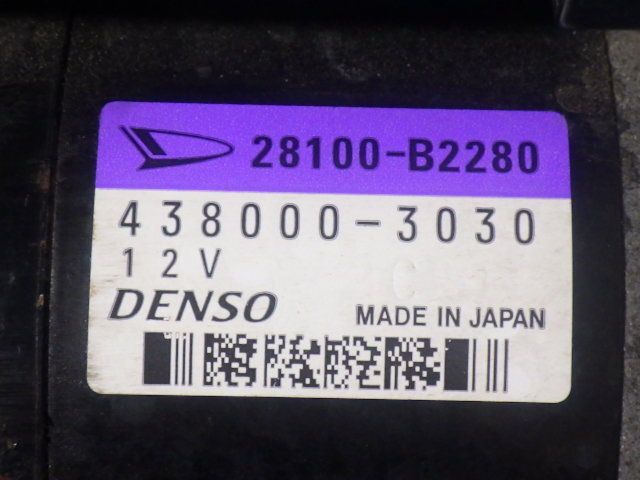 28100-B2280
438000-3030
12V
DENSO
MADE IN JAPAN